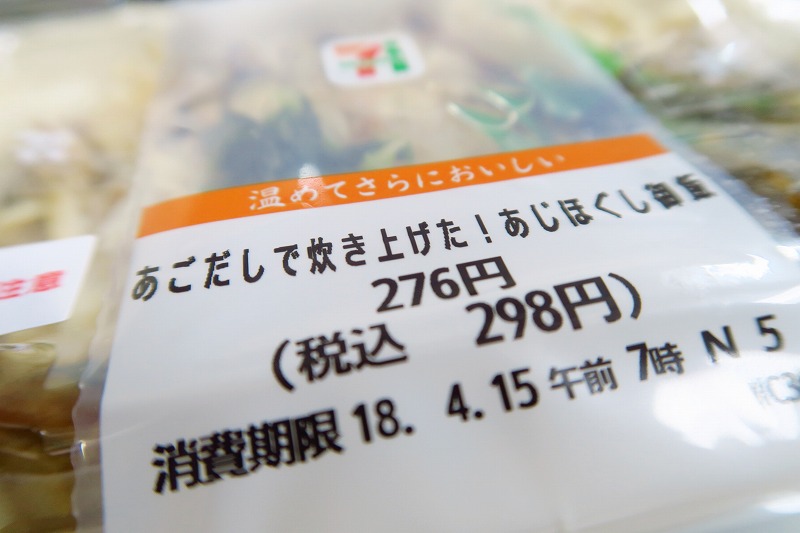 温めてさらにおいしい
あごだしで炊き上げた!あじほぐし御飯
276円
(税込 298円)
消費期限 18. 4.15 午前 7時 N 5
注意